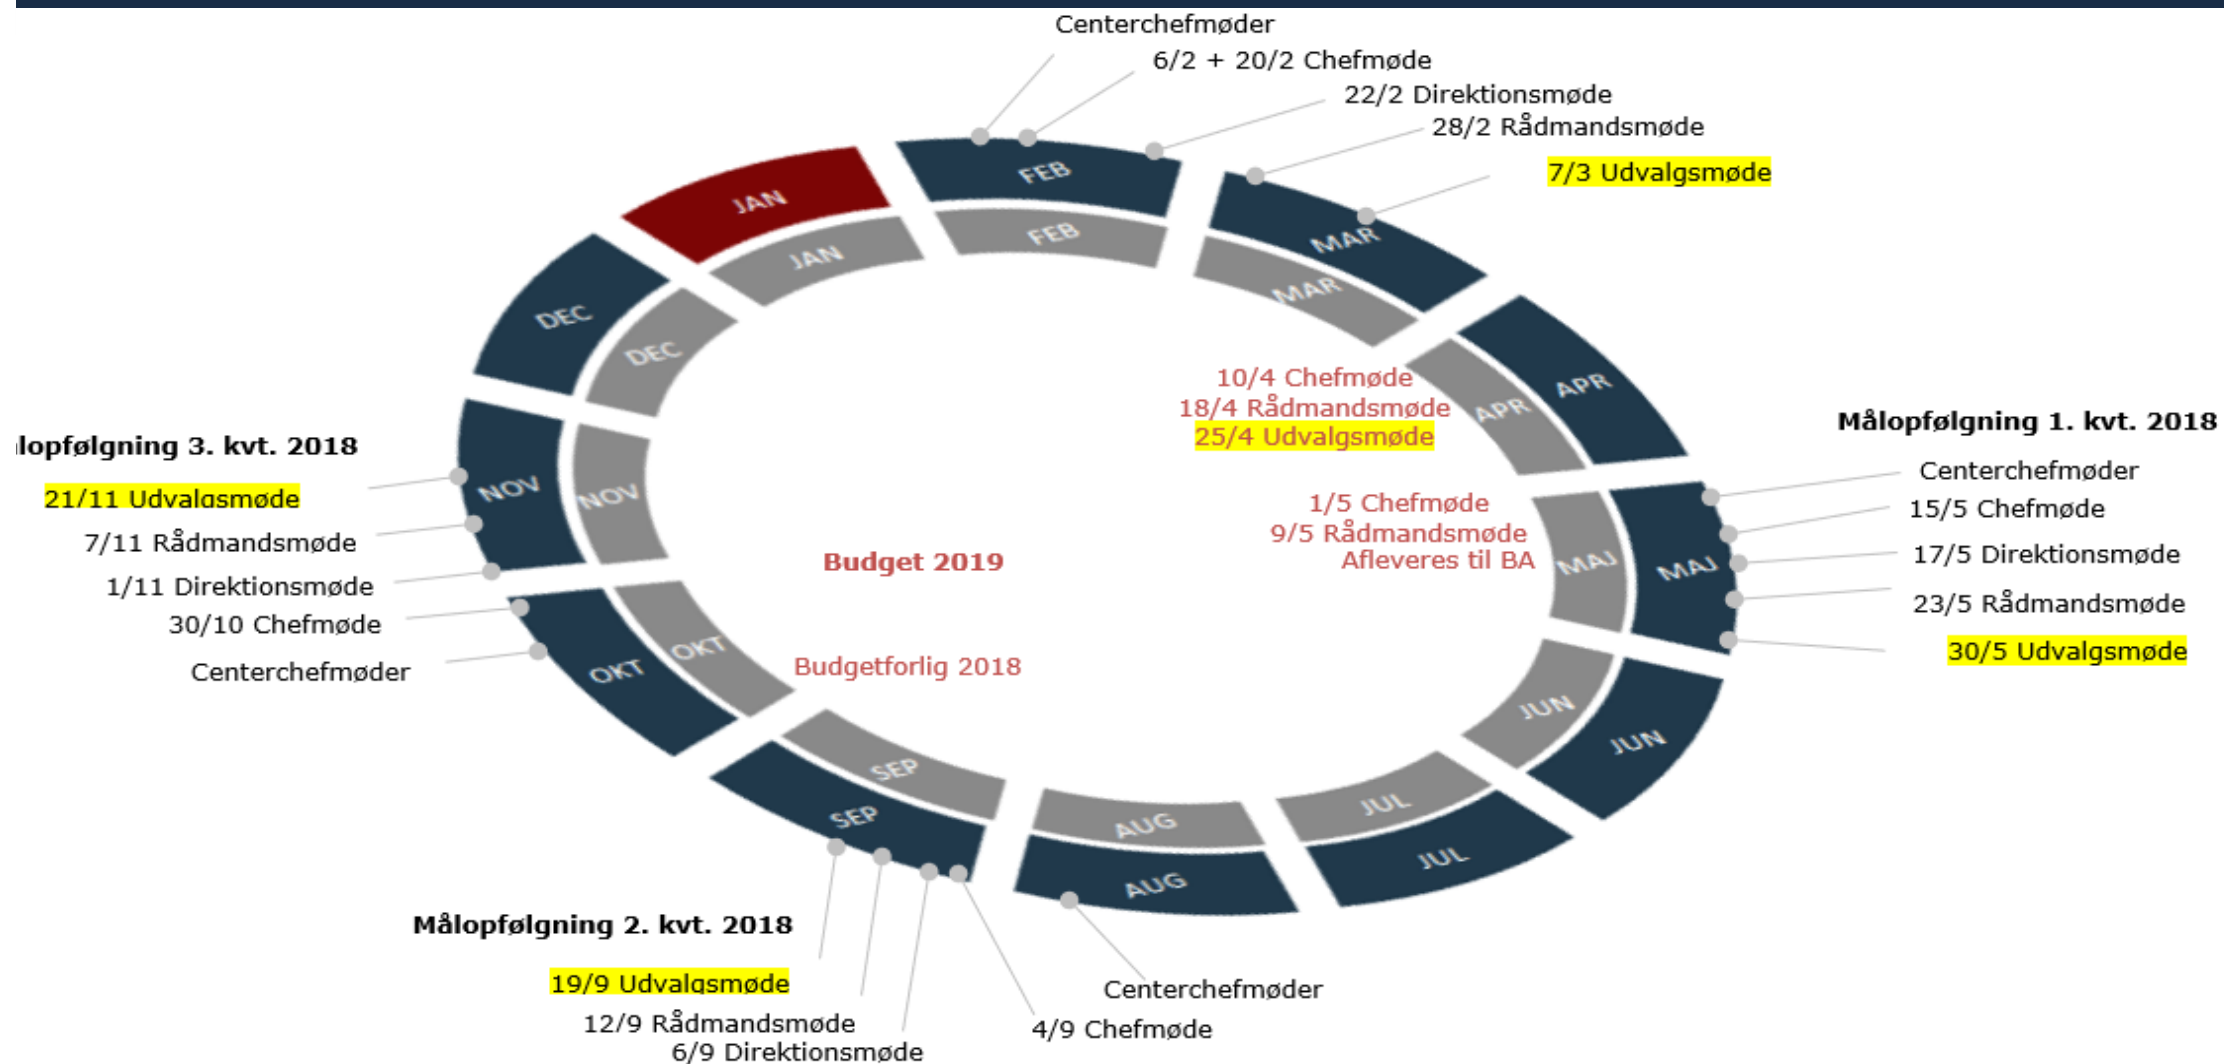 Centerchefmøder
6/2 + 20/2 Chefmøde
22/2 Direktionsmøde
28/2 Rådmandsmøde
7/3 Udvalgsmøde
JAN
FEB
MAR
APR
MAJ
JUN
JUL
AUG
SEP
OKT
NOV
DEC
JAN
FEB
MAR
APR
MAJ
JUN
JUL
AUG
SEP
OKT
NOV
DEC
10/4 Chefmøde
18/4 Rådmandsmøde
25/4 Udvalgsmøde
1/5 Chefmøde
9/5 Rådmandsmøde
Afleveres til BA
Budget 2019
Budgetforlig 2018
Målopfølgning 1. kvt. 2018
Centerchefmøder
15/5 Chefmøde
17/5 Direktionsmøde
23/5 Rådmandsmøde
30/5 Udvalgsmøde
lopfølgning 3. kvt. 2018
21/11 Udvalgsmøde
7/11 Rådmandsmøde
1/11 Direktionsmøde
30/10 Chefmøde
Centerchefmøder
Målopfølgning 2. kvt. 2018
19/9 Udvalgsmøde
12/9 Rådmandsmøde
6/9 Direktionsmøde
4/9 Chefmøde
Centerchefmøder